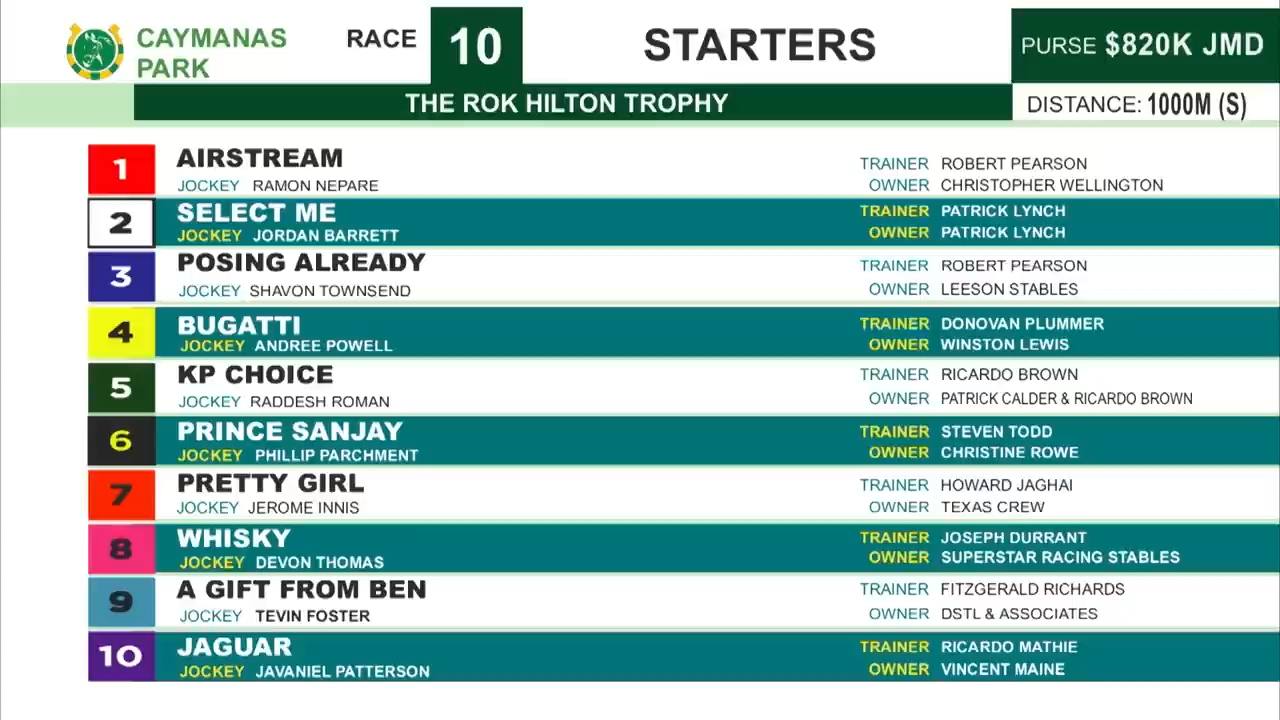 CAYMANAS PARK
RACE 10
STARTERS
PURSE $820K JMD
THE ROK HILTON TROPHY
DISTANCE: 1000M (S)
1 AIRSTREAM
JOCKEY RAMON NEPARE
TRAINER ROBERT PEARSON
OWNER CHRISTOPHER WELLINGTON
2 SELECT ME
JOCKEY JORDAN BARRETT
TRAINER PATRICK LYNCH
OWNER PATRICK LYNCH
3 POSING ALREADY
JOCKEY SHAVON TOWNSEND
TRAINER ROBERT PEARSON
OWNER LEESON STABLES
4 BUGATTI
JOCKEY ANDREE POWELL
TRAINER DONOVAN PLUMMER
OWNER WINSTON LEWIS
5 KP CHOICE
JOCKEY RADDESH ROMAN
TRAINER RICARDO BROWN
OWNER PATRICK CALDER & RICARDO BROWN
6 PRINCE SANJAY
JOCKEY PHILLIP PARCHMENT
TRAINER STEVEN TODD
OWNER CHRISTINE ROWE
7 PRETTY GIRL
JOCKEY JEROME INNIS
TRAINER HOWARD JAGHAI
OWNER TEXAS CREW
8 WHISKY
JOCKEY DEVON THOMAS
TRAINER JOSEPH DURRANT
OWNER SUPERSTAR RACING STABLES
9 A GIFT FROM BEN
JOCKEY TEVIN FOSTER
TRAINER FITZGERALD RICHARDS
OWNER DSTL & ASSOCIATES
10 JAGUAR
JOCKEY JAVANIEL PATTERSON
TRAINER RICARDO MATHIE
OWNER VINCENT MAINE